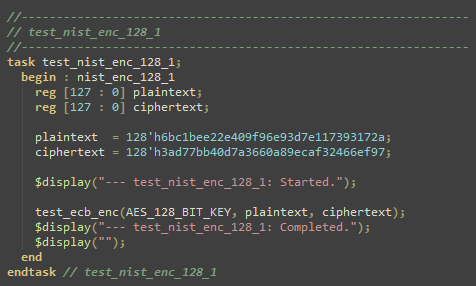 //----------------------------------------------------------------
// test_nist_enc_128_1
//----------------------------------------------------------------
task test_nist_enc_128_1;
  begin : nist_enc_128_1
    reg [127 : 0] plaintext;
    reg [127 : 0] ciphertext;

    plaintext  = 128'h6bc1bee22e409f96e93d7e117393172a;
    ciphertext = 128'h3ad77bb40d7a3660a89ecaf32466ef97;

    $display("--- test_nist_enc_128_1: Started.");

    test_ecb_enc(AES_128_BIT_KEY, plaintext, ciphertext);
    $display("--- test_nist_enc_128_1: Completed.");
    $display("");
  end
endtask // test_nist_enc_128_1